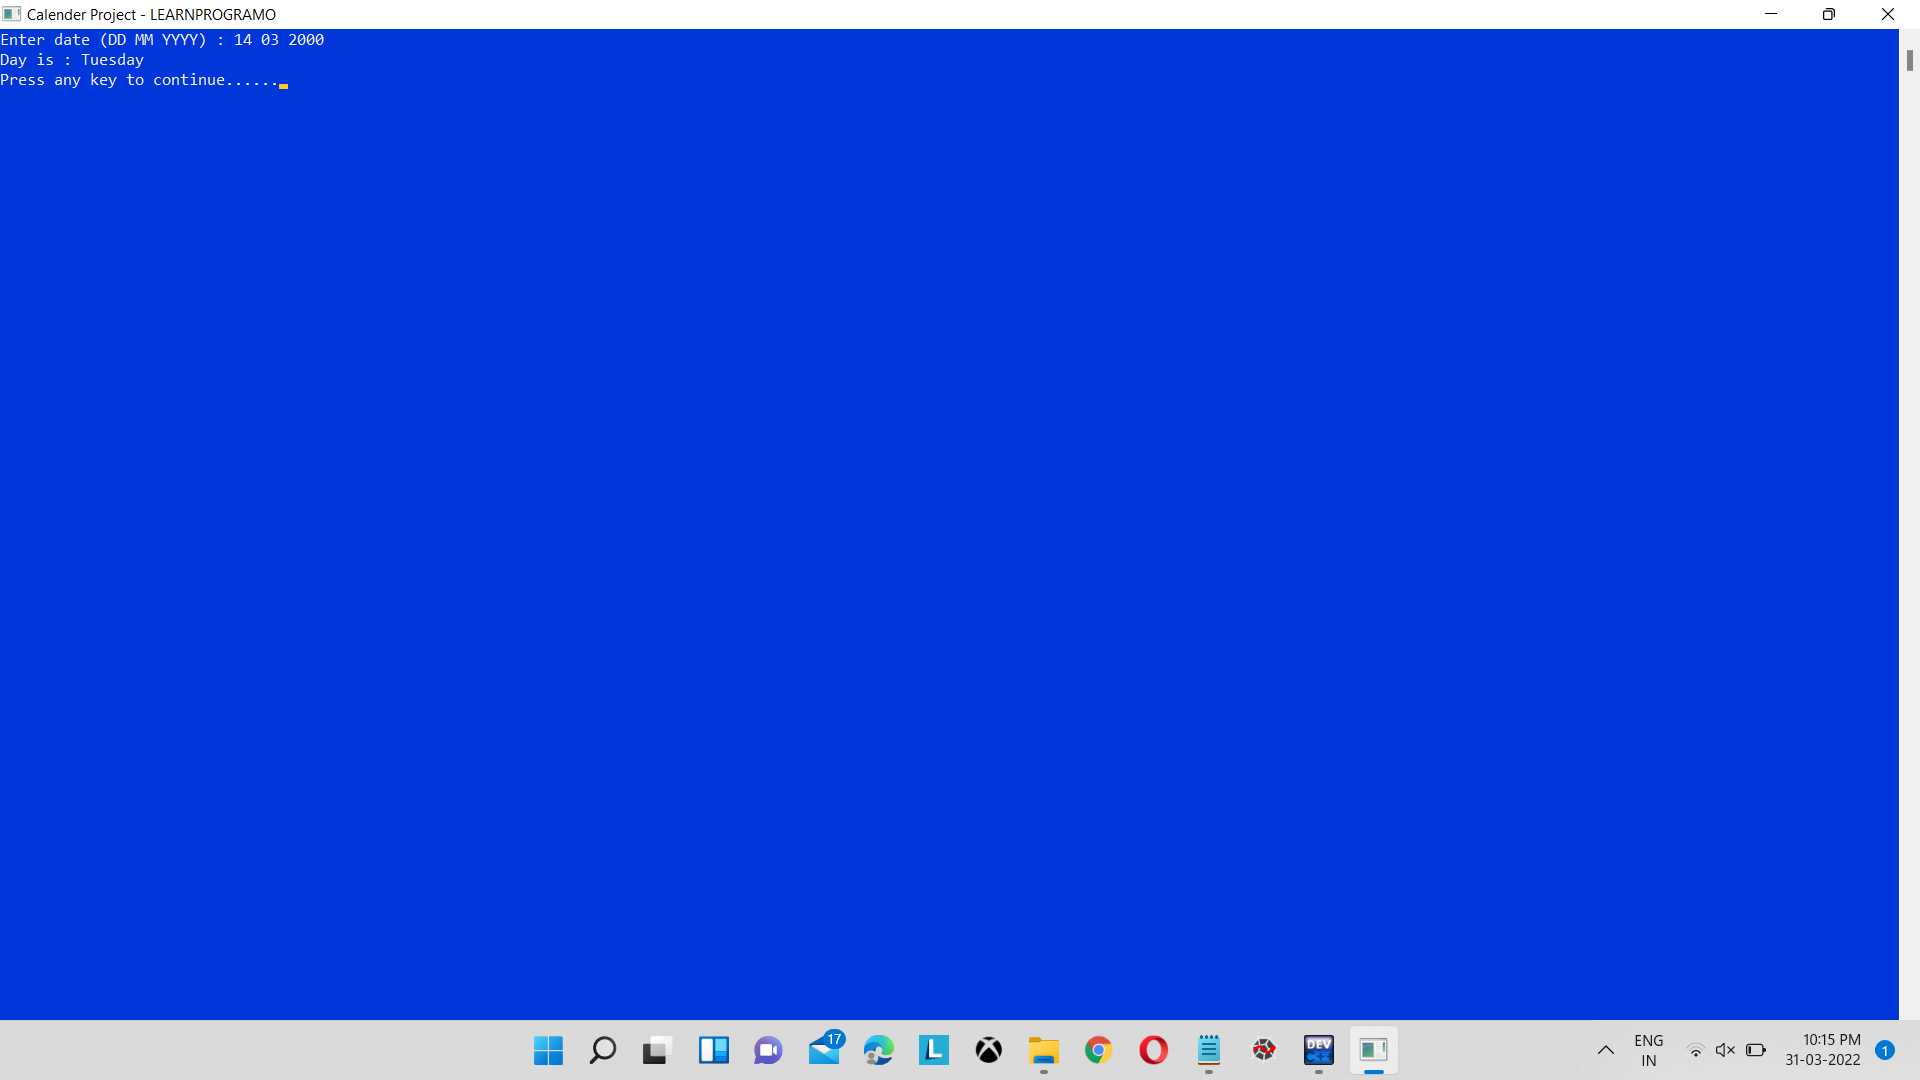 Calender Project - LEARNPROGRAMO
Enter date (DD MM YYYY) : 14 03 2000
Day is : Tuesday
Press any key to continue......
17
L
DEV
C++
ENG
IN
10:15 PM
31-03-2022
1